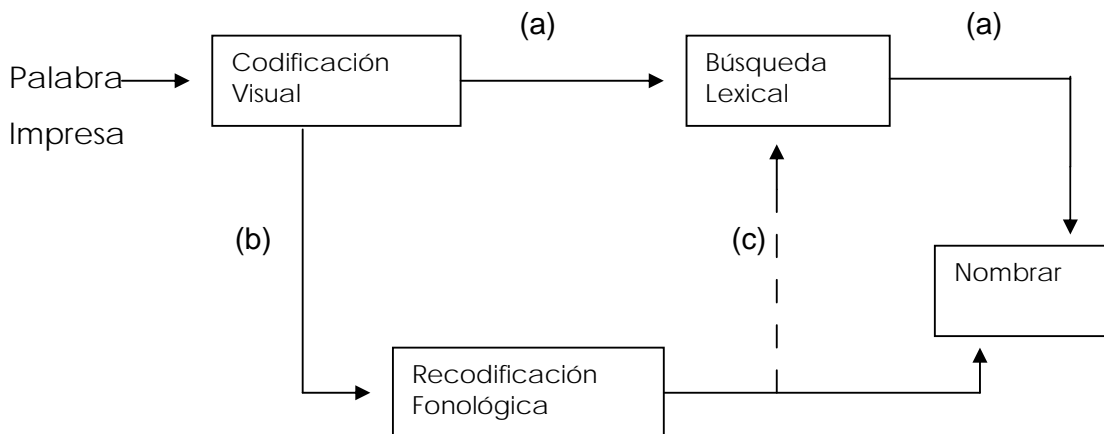 (a)
(a)
Palabra
Impresa
Codificación
Visual
Búsqueda
Lexical
(b)
(c)
Nombrar
Recodificación
Fonológica